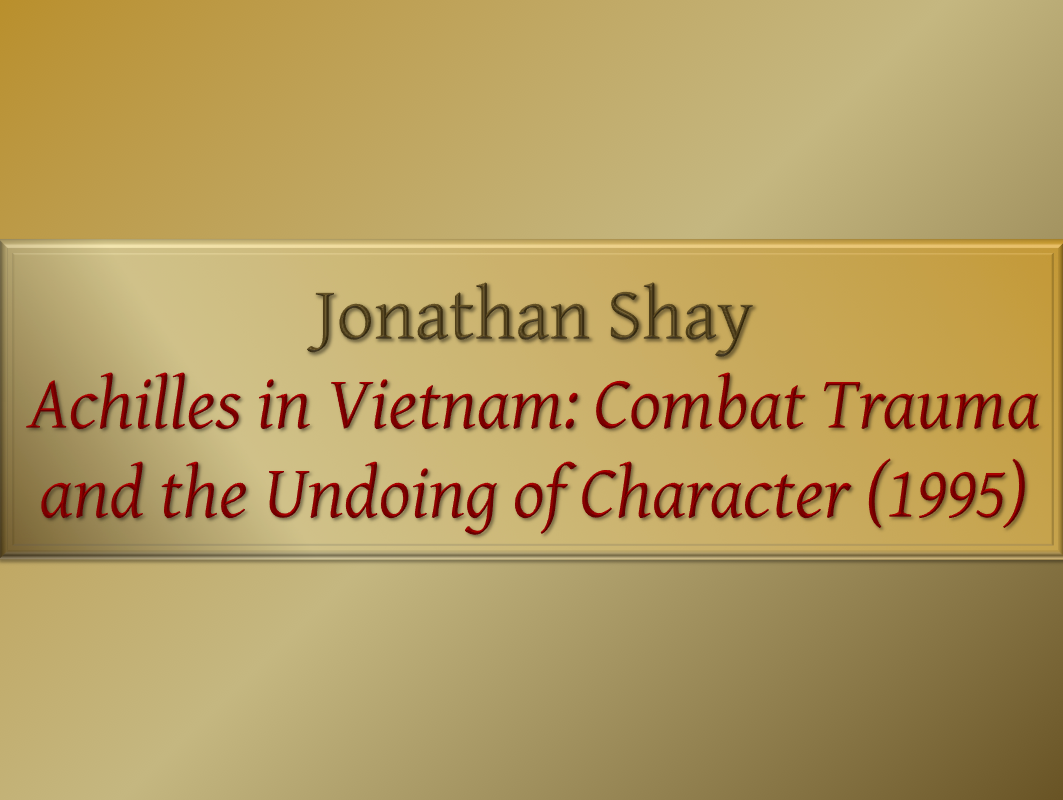 Jonathan Shay
Achilles in Vietnam: Combat Trauma
and the Undoing of Character (1995)